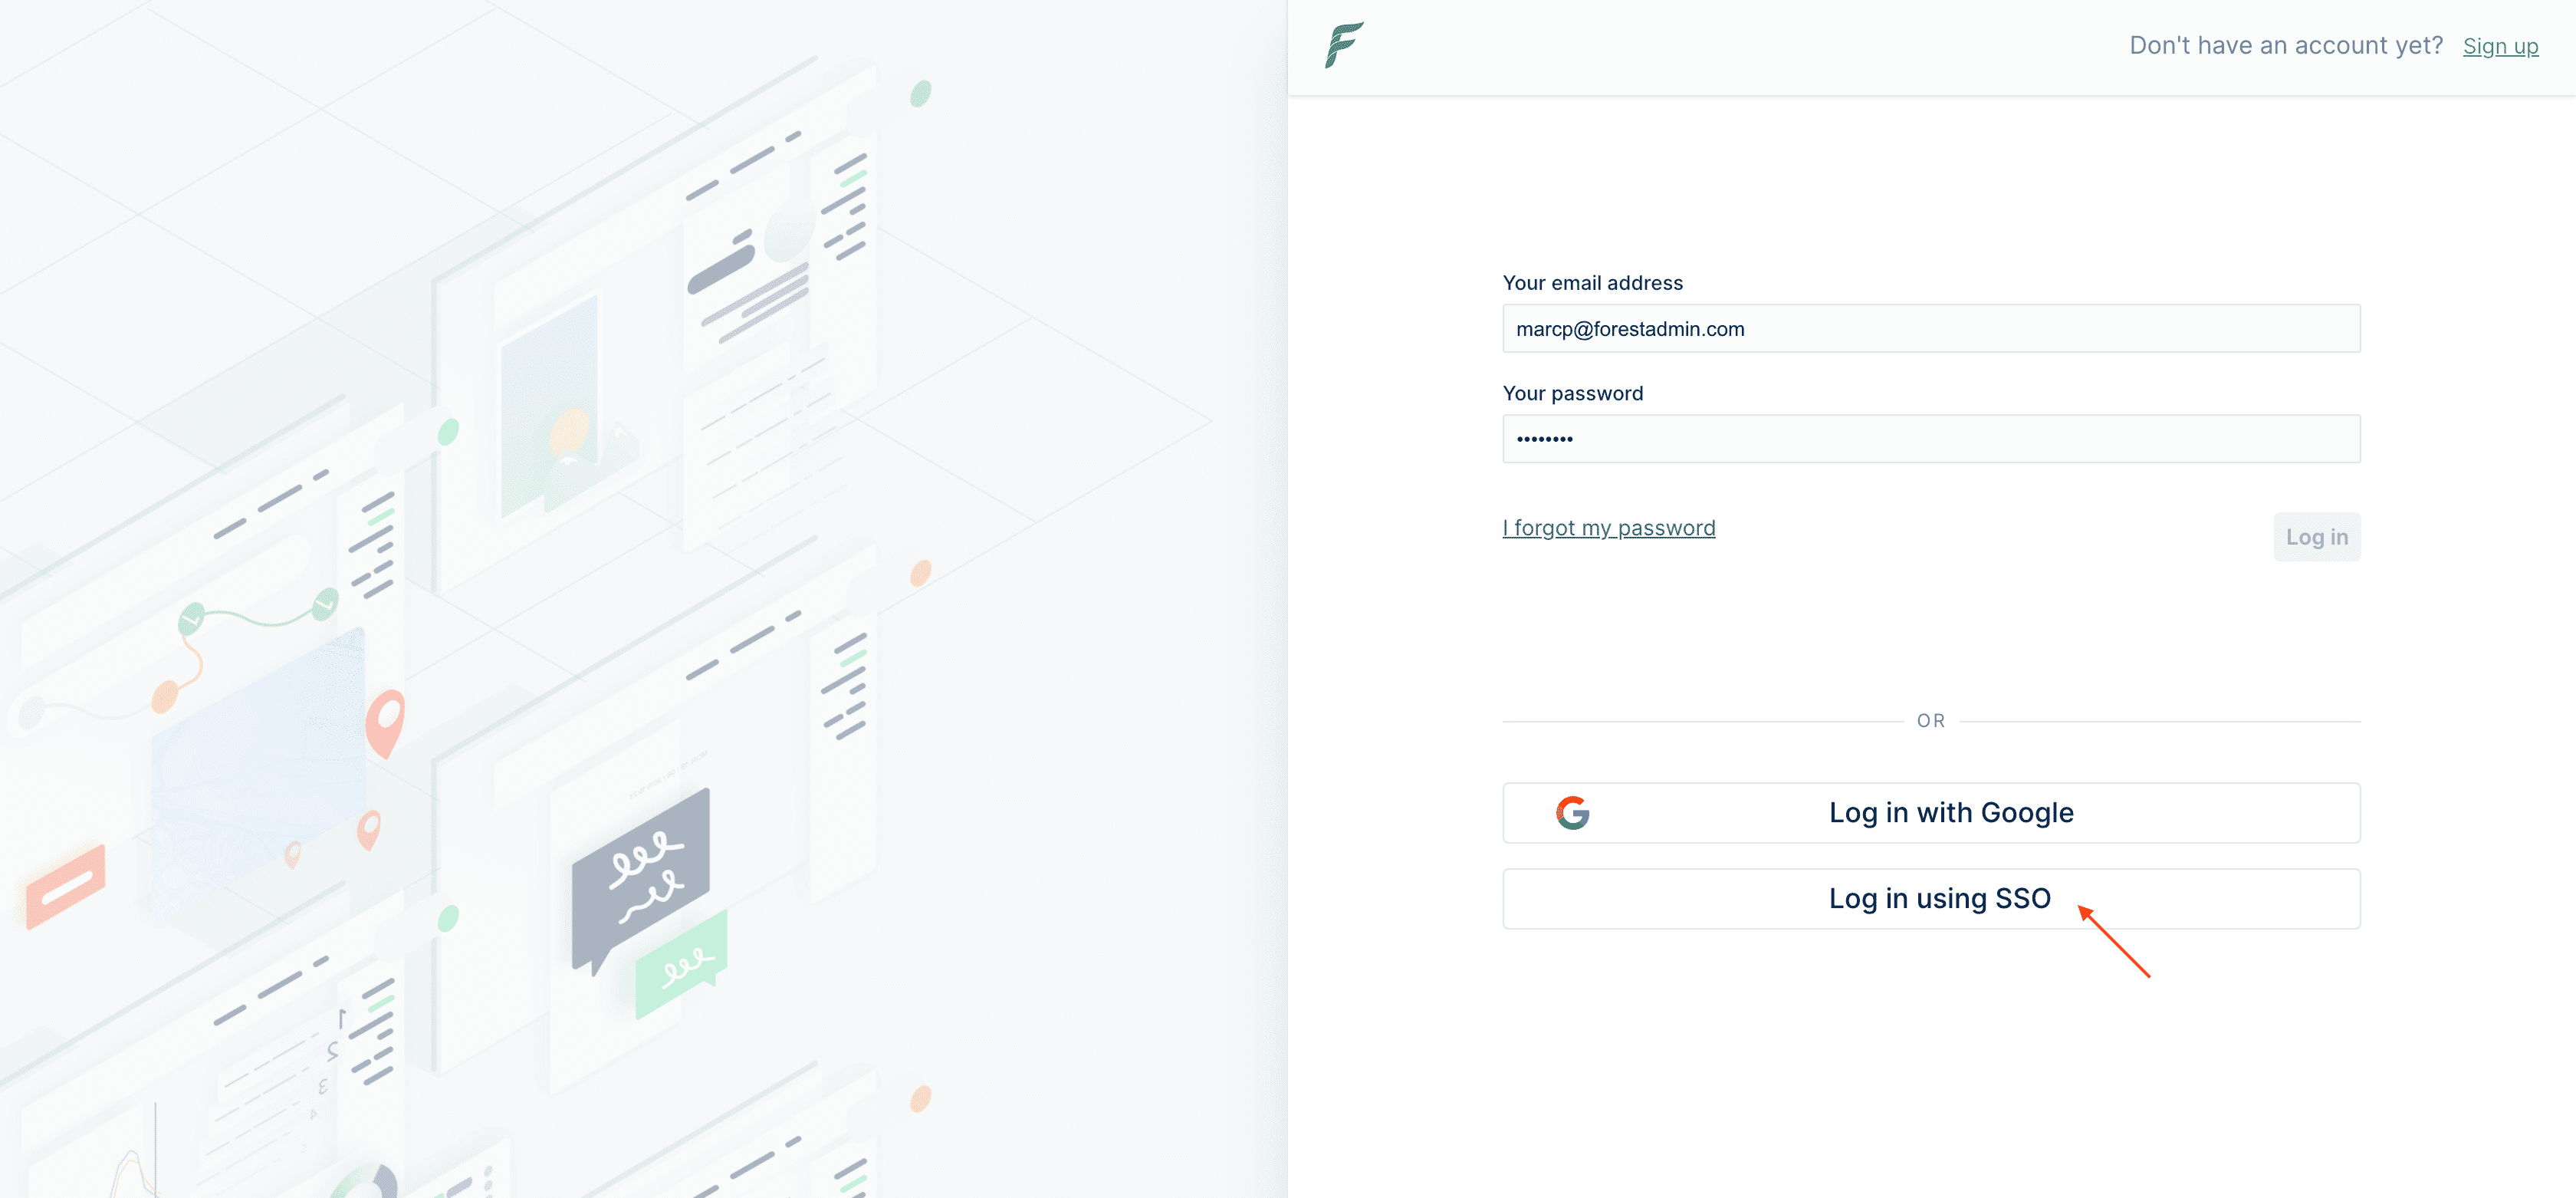 Don't have an account yet? Sign up
Your email address
marcp@forestadmin.com
Your password
••••••••
I forgot my password
Log in
OR
Log in with Google
Log in using SSO